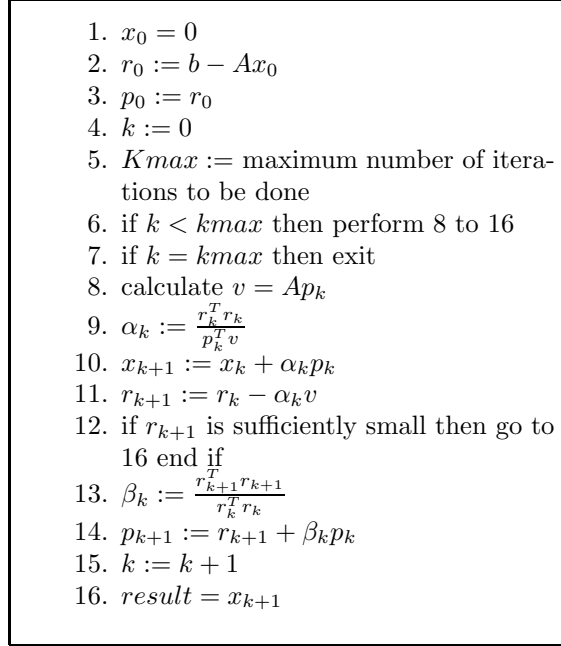 1. x_0 = 0
2. r_0 := b − Ax_0
3. p_0 := r_0
4. k := 0
5. Kmax := maximum number of itera-
tions to be done
6. if k < kmax then perform 8 to 16
7. if k = kmax then exit
8. calculate v = Ap_k
9. α_k := \frac{r_k^T r_k}{p_k^T v}
10. x_{k+1} := x_k + α_k p_k
11. r_{k+1} := r_k − α_k v
12. if r_{k+1} is sufficiently small then go to
16 end if
13. β_k := \frac{r_{k+1}^T r_{k+1}}{r_k^T r_k}
14. p_{k+1} := r_{k+1} + β_k p_k
15. k := k + 1
16. result = x_{k+1}